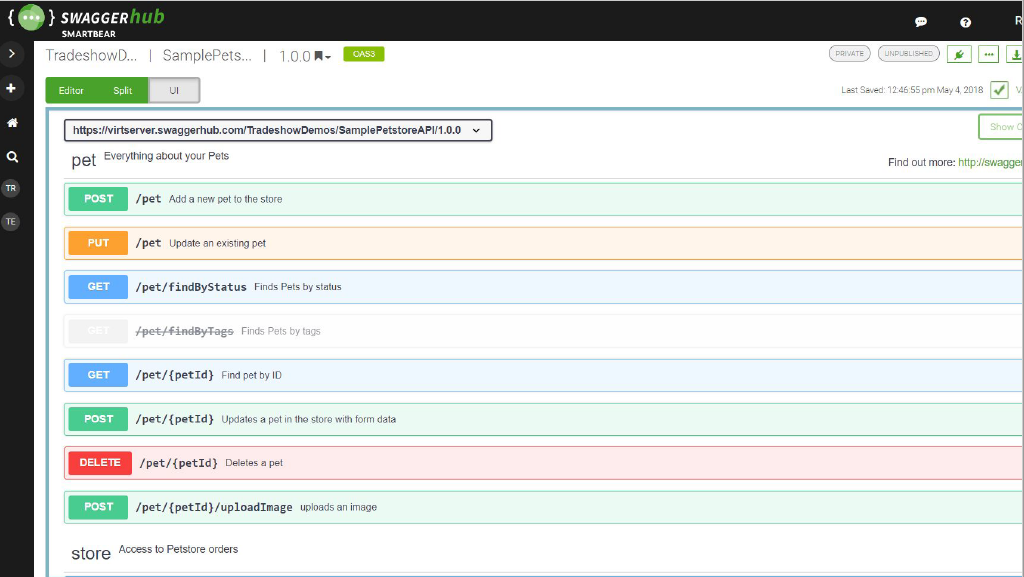 {...} SWAGGERhub
SMARTBEAR
R
TradeshowD... | SamplePets... | 1.0.0
OAS3
PRIVATE
UNPUBLISHED
Editor
Split
UI
Last Saved: 12:46:55 pm May 4, 2018
V
https://virtserver.swaggerhub.com/TradeshowDemos/SamplePetstoreAPI/1.0.0
Show C
pet Everything about your Pets
Find out more: http://swagger
POST /pet Add a new pet to the store
PUT /pet Update an existing pet
GET /pet/findByStatus Finds Pets by status
GET /pet/findByTags Finds Pets by tags
GET /pet/{petId} Find pet by ID
POST /pet/{petId} Updates a pet in the store with form data
DELETE /pet/{petId} Deletes a pet
POST /pet/{petId}/uploadImage uploads an image
store Access to Petstore orders
TR
TE